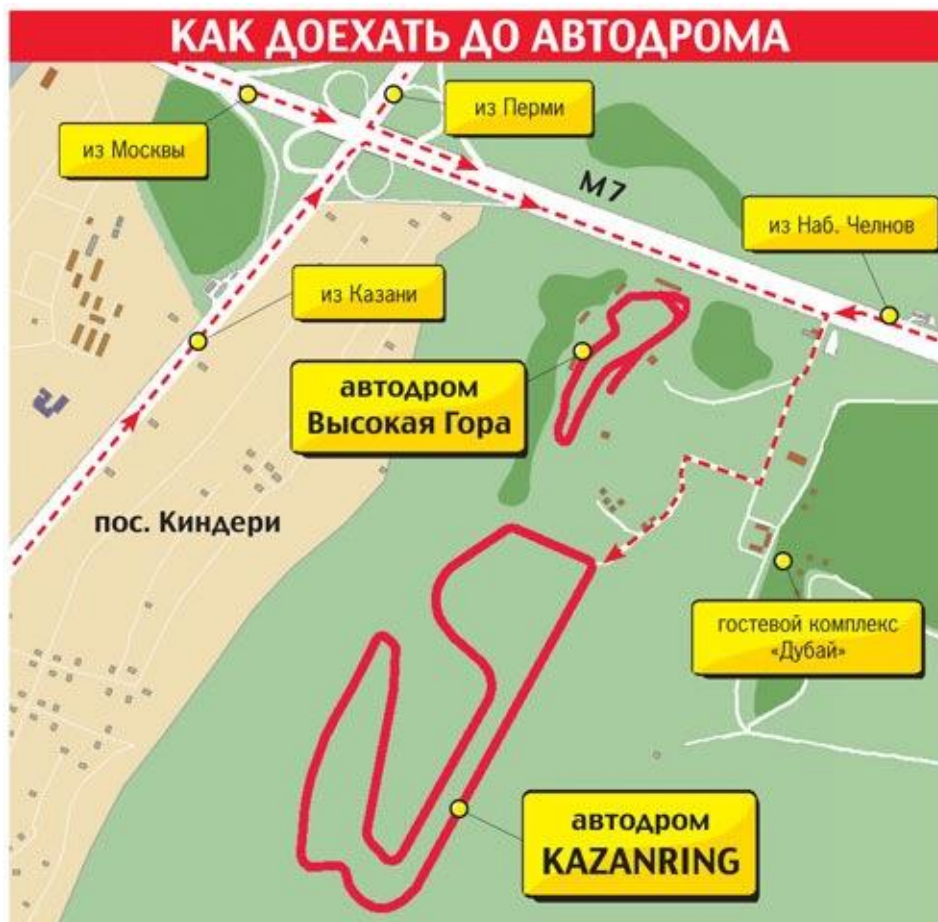 КАК ДОЕХАТЬ ДО АВТОДРОМА
из Перми
из Москвы
М7
из Наб. Челнов
из Казани
автодром
Высокая Гора
пос. Киндери
гостевой комплекс
«Дубай»
автодром
KAZANRING